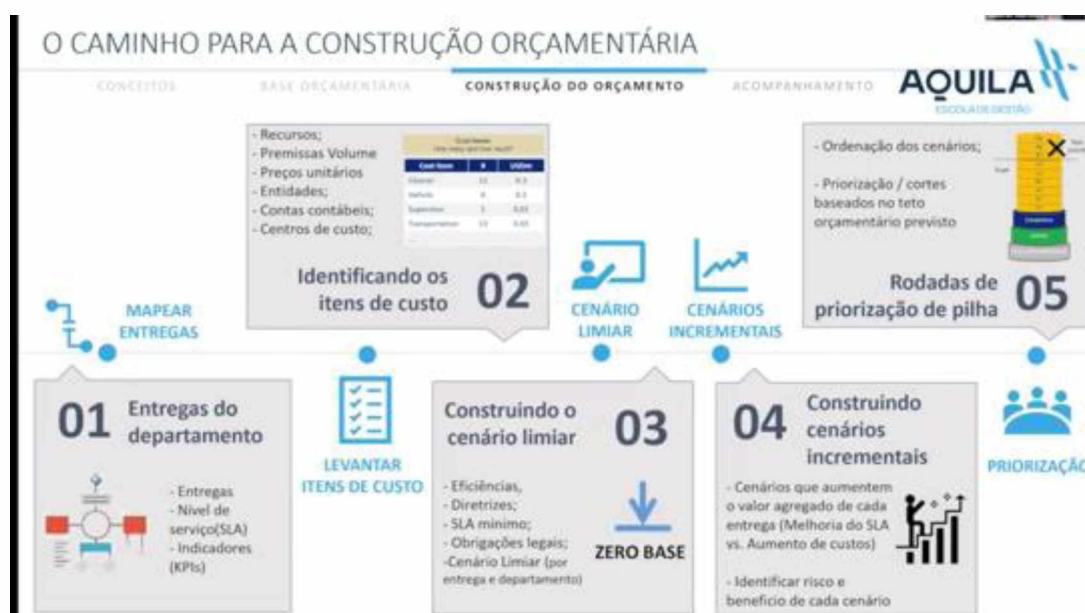 O CAMINHO PARA A CONSTRUÇÃO ORÇAMENTÁRIA
CONCEITOS
BASE ORÇAMENTÁRIA
CONSTRUÇÃO DO ORÇAMENTO
ACOMPANHAMENTO
AQUILA
ESCOLA DE GESTÃO
- Recursos;
- Premissas Volume
- Preços unitários
- Entidades;
- Contas contábeis;
- Centros de custo;
Cost Item
#
Supervisor
Transportation
Identificando os
itens de custo
02
- Ordenação dos cenários;
- Priorização / cortes
baseados no teto
orçamentário previsto
Rodadas de
priorização de pilha
05
MAPEAR
ENTREGAS
CENÁRIO
LIMIAR
CENÁRIOS
INCREMENTAIS
01
Entregas do
departamento
- Entregas
- Nível de
serviço(SLA)
- Indicadores
(KPIs)
LEVANTAR
ITENS DE CUSTO
Construindo o
cenário limiar
03
- Eficiências,
- Diretrizes;
- SLA mínimo;
- Obrigações legais;
-Cenário Limiar (por
entrega e departamento)
ZERO BASE
04
Construindo
cenários
incrementais
- Cenários que aumentem
o valor agregado de cada
entrega (Melhoria do SLA
vs. Aumento de custos)
- Identificar risco e
benefício de cada cenário
PRIORIZAÇÃO